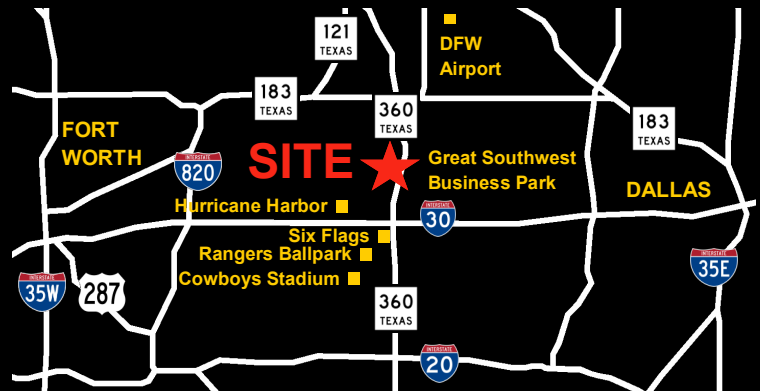 121
TEXAS
DFW
Airport
183
TEXAS
360
TEXAS
183
TEXAS
FORT
WORTH
INTERSTATE
820
SITE
Great Southwest
Business Park
DALLAS
Hurricane Harbor
INTERSTATE
30
Six Flags
Rangers Ballpark
INTERSTATE
35E
Cowboys Stadium
INTERSTATE
35W
287
360
TEXAS
INTERSTATE
20